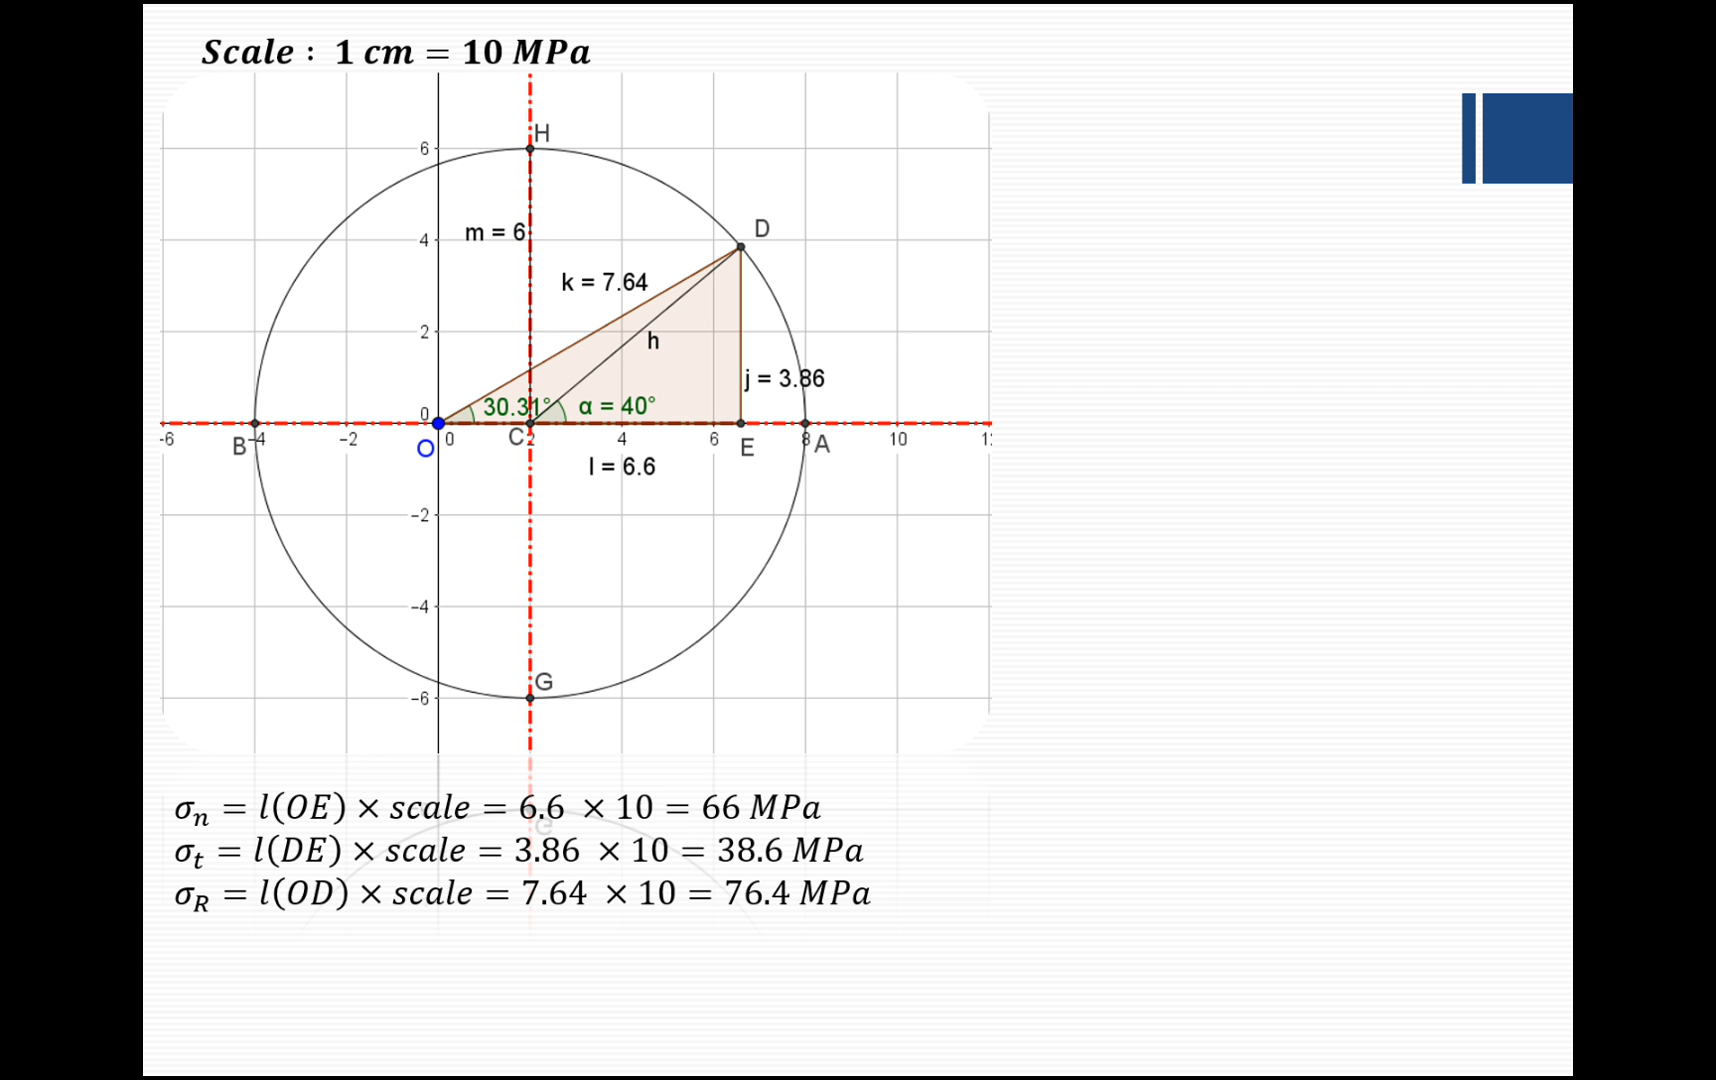 Scale : 1 cm = 10 MPa
H
6
m = 6
D
4
k = 7.64
2
h
j = 3.86
30.31°
α = 40°
0
-6
B
-4
-2
O
0
C
2
4
6
E
8
A
10
1:
l = 6.6
-2
-4
G
-6
σn = l(OE) × scale = 6.6 × 10 = 66 MPa
G
σt = l(DE) × scale = 3.86 × 10 = 38.6 MPa
σR = l(OD) × scale = 7.64 × 10 = 76.4 MPa